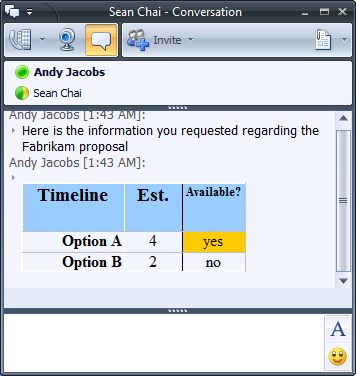 Sean Chai - Conversation
Invite
Andy Jacobs
Sean Chai
Andy Jacobs [1:43 AM]:
Here is the information you requested regarding the
Fabrikam proposal
Andy Jacobs [1:43 AM]:
Timeline Est. Available?
Option A 4 yes
Option B 2 no
A